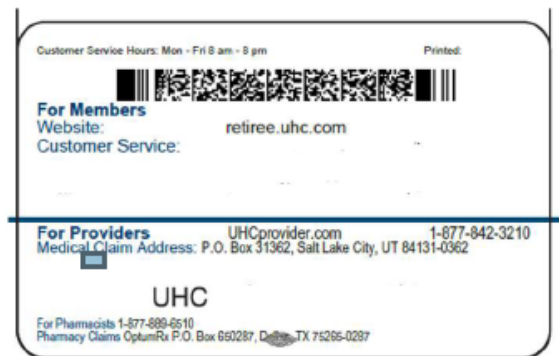 Customer Service Hours: Mon - Fri 8 am - 8 pm Printed:
For Members
Website: retiree.uhc.com
Customer Service:
For Providers UHCprovider.com 1-877-842-3210
Medical Claim Address: P.O. Box 31362, Salt Lake City, UT 84131-0362
UHC
For Pharmacists 1-877-889-6510
Pharmacy Claims OptumRx P.O. Box 650287, TX 75265-0287